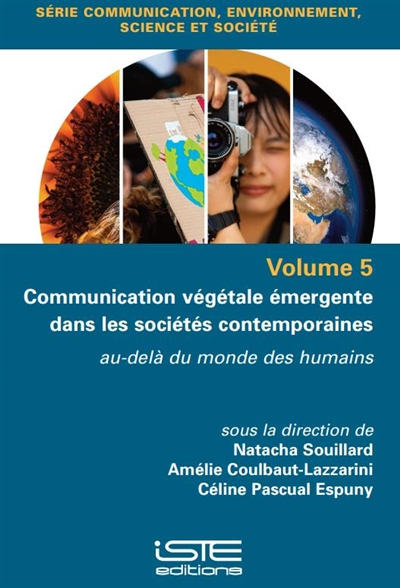 SÉRIE COMMUNICATION, ENVIRONNEMENT,
SCIENCE ET SOCIÉTÉ
Volume 5
Communication végétale émergente
dans les sociétés contemporaines
au-delà du monde des humains
sous la direction de
Natacha Souillard
Amélie Coulbaut-Lazzarini
Céline Pascual Espuny
iSTE
editions